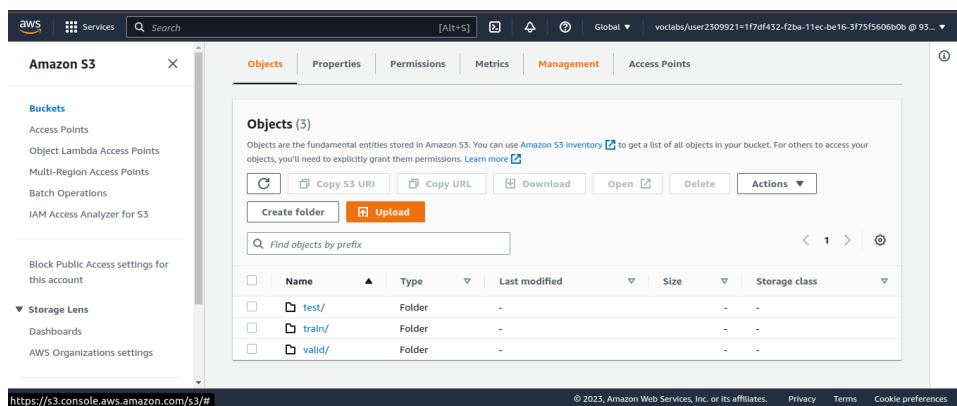 aws Services Search [Alt+S] Global ▼ voclabs/user2309921=1f7df432-f2ba-11ec-be16-3f75f5606b0b @ 93... ▼
Amazon S3
Buckets
Access Points
Object Lambda Access Points
Multi-Region Access Points
Batch Operations
IAM Access Analyzer for S3
Block Public Access settings for
this account
▼ Storage Lens
Dashboards
AWS Organizations settings
Objects Properties Permissions Metrics Management Access Points
Objects (3)
Objects are the fundamental entities stored in Amazon S3. You can use Amazon S3 inventory to get a list of all objects in your bucket. For others to access your
objects, you'll need to explicitly grant them permissions. Learn more
Copy S3 URI Copy URL Download Open Delete Actions ▼
Create folder Upload
Find objects by prefix < 1 >
Name ▲ Type ▽ Last modified ▽ Size ▽ Storage class ▽
test/ Folder - - -
train/ Folder - - -
valid/ Folder - - -
https://s3.console.aws.amazon.com/s3/# © 2023, Amazon Web Services, Inc. or its affiliates. Privacy Terms Cookie preferences